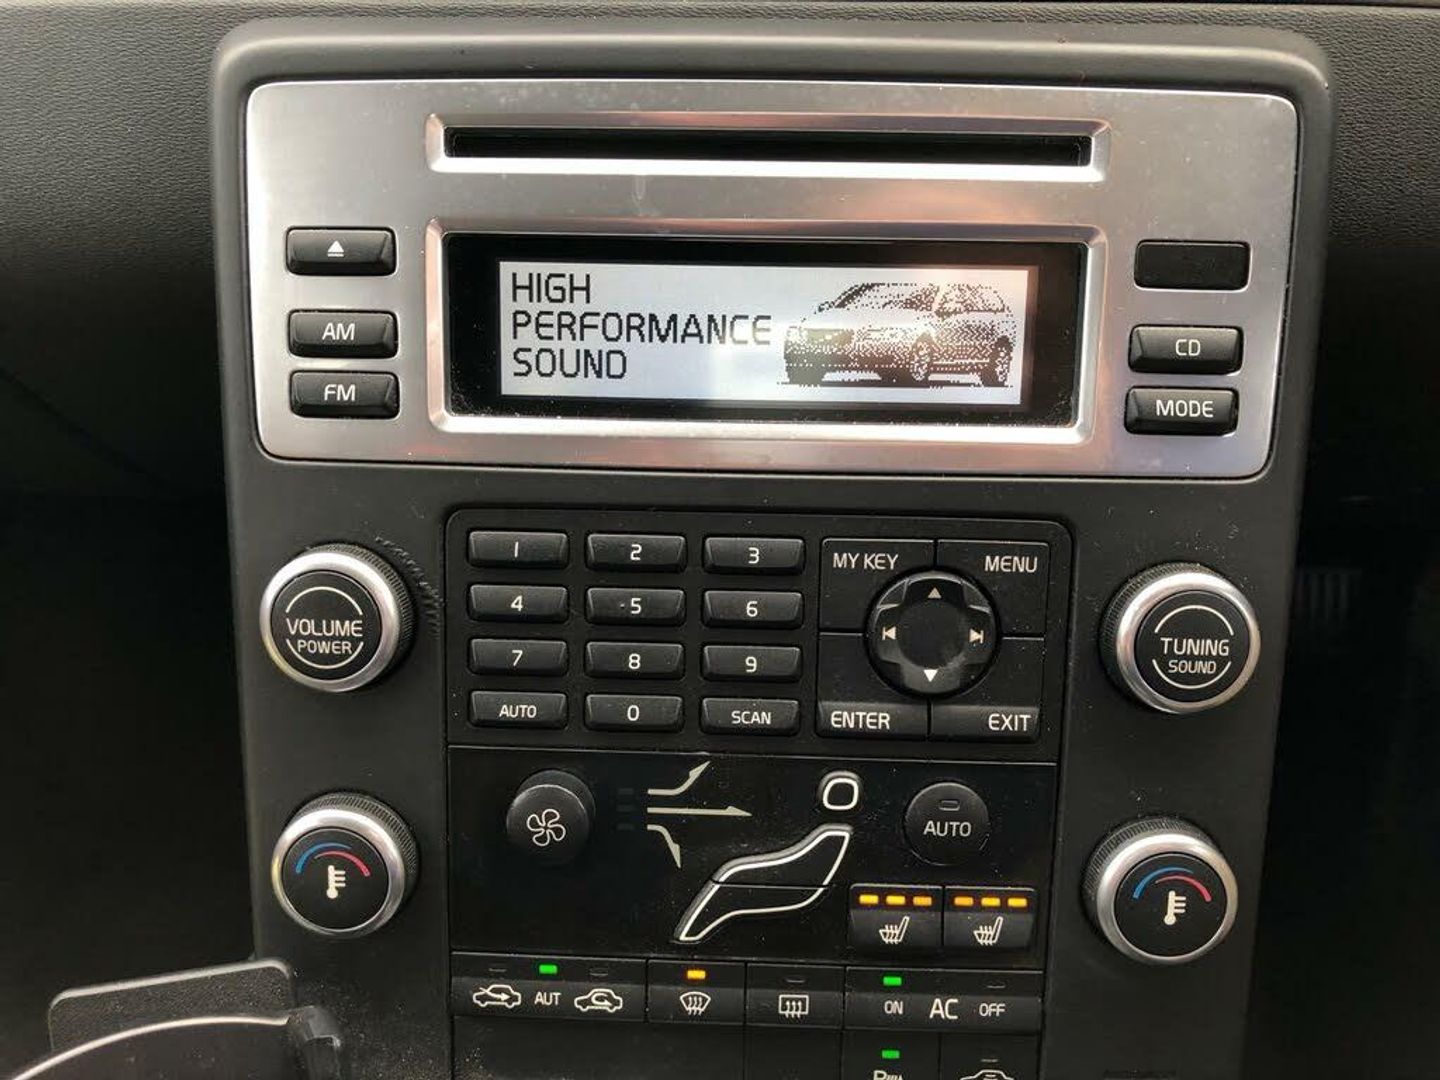 HIGH
PERFORMANCE
SOUND
AM
FM
CD
MODE
VOLUME
POWER
1 2 3
4 5 6
7 8 9
AUTO 0 SCAN
MY KEY MENU
ENTER EXIT
TUNING
SOUND
AUTO
AUT
ON AC OFF